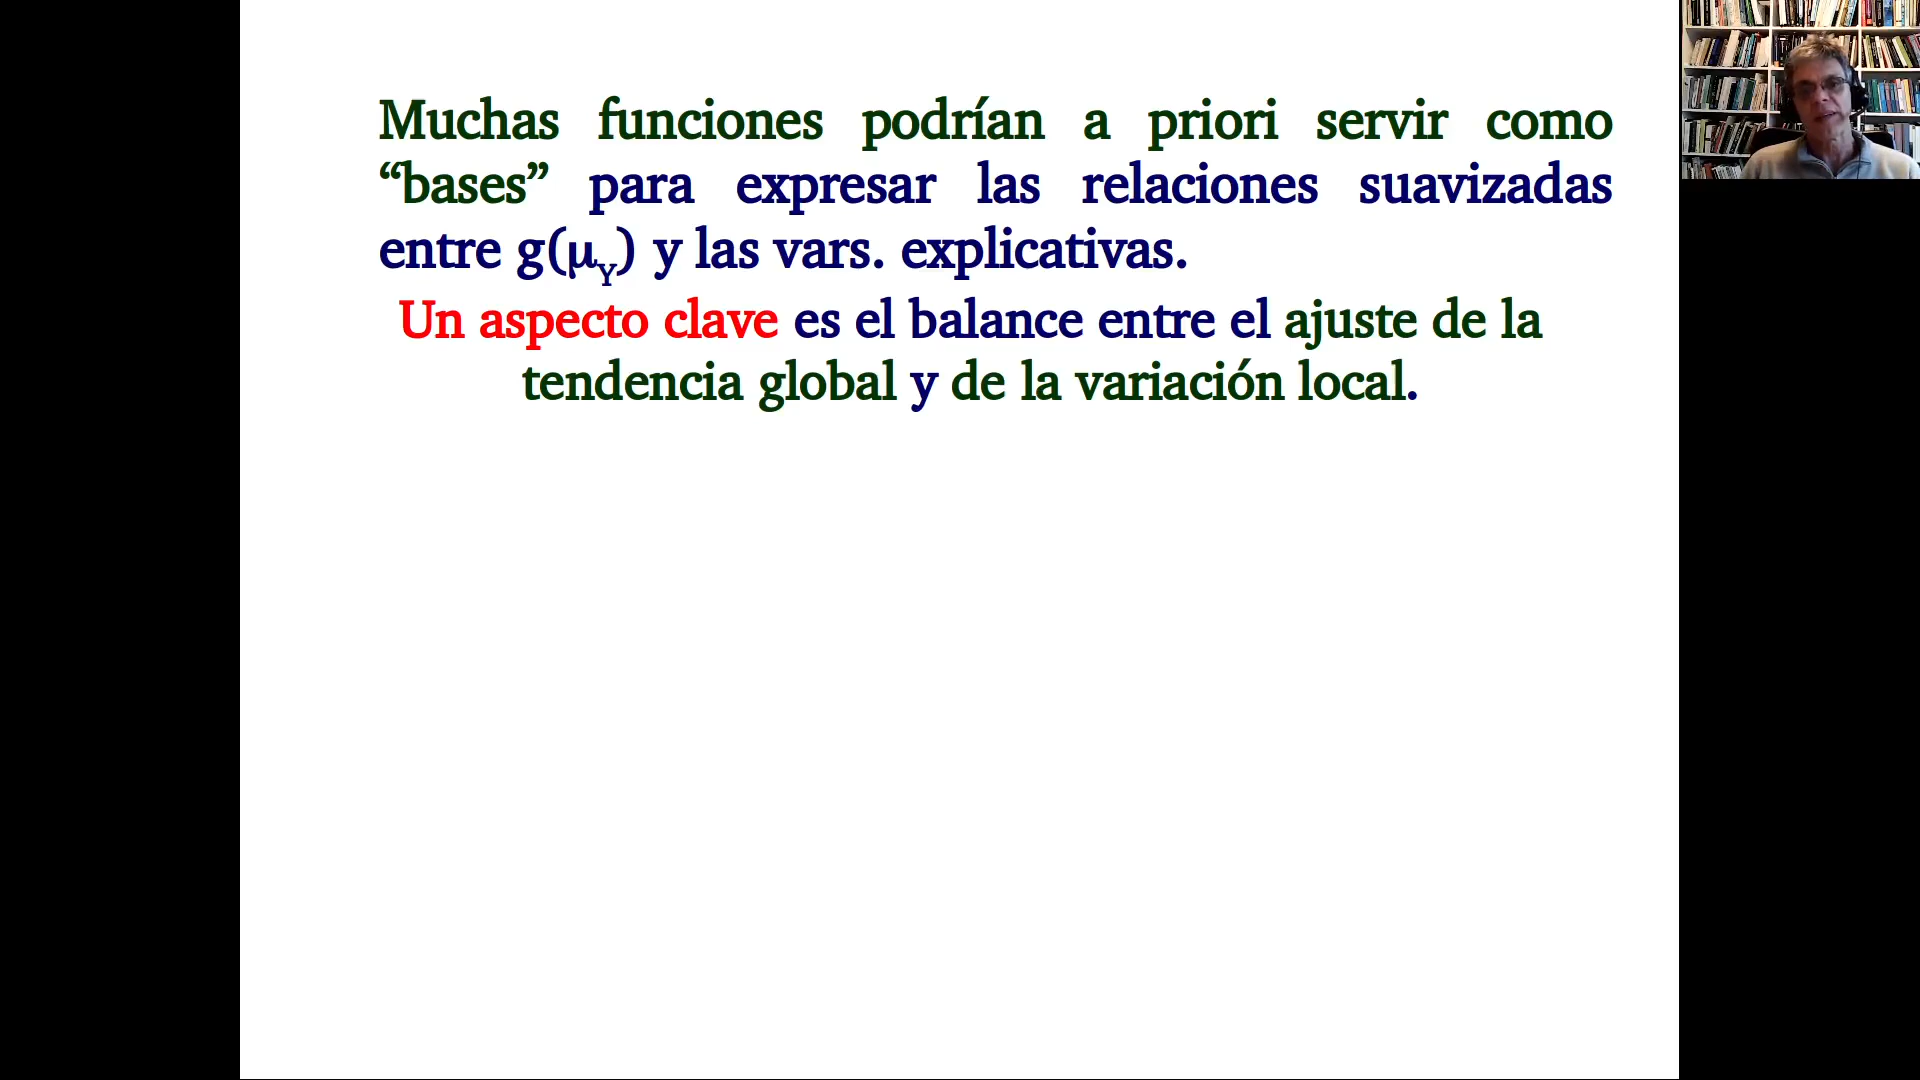 Muchas funciones podrían a priori servir como
“bases” para expresar las relaciones suavizadas
entre g(μY) y las vars. explicativas.
Un aspecto clave es el balance entre el ajuste de la
tendencia global y de la variación local.